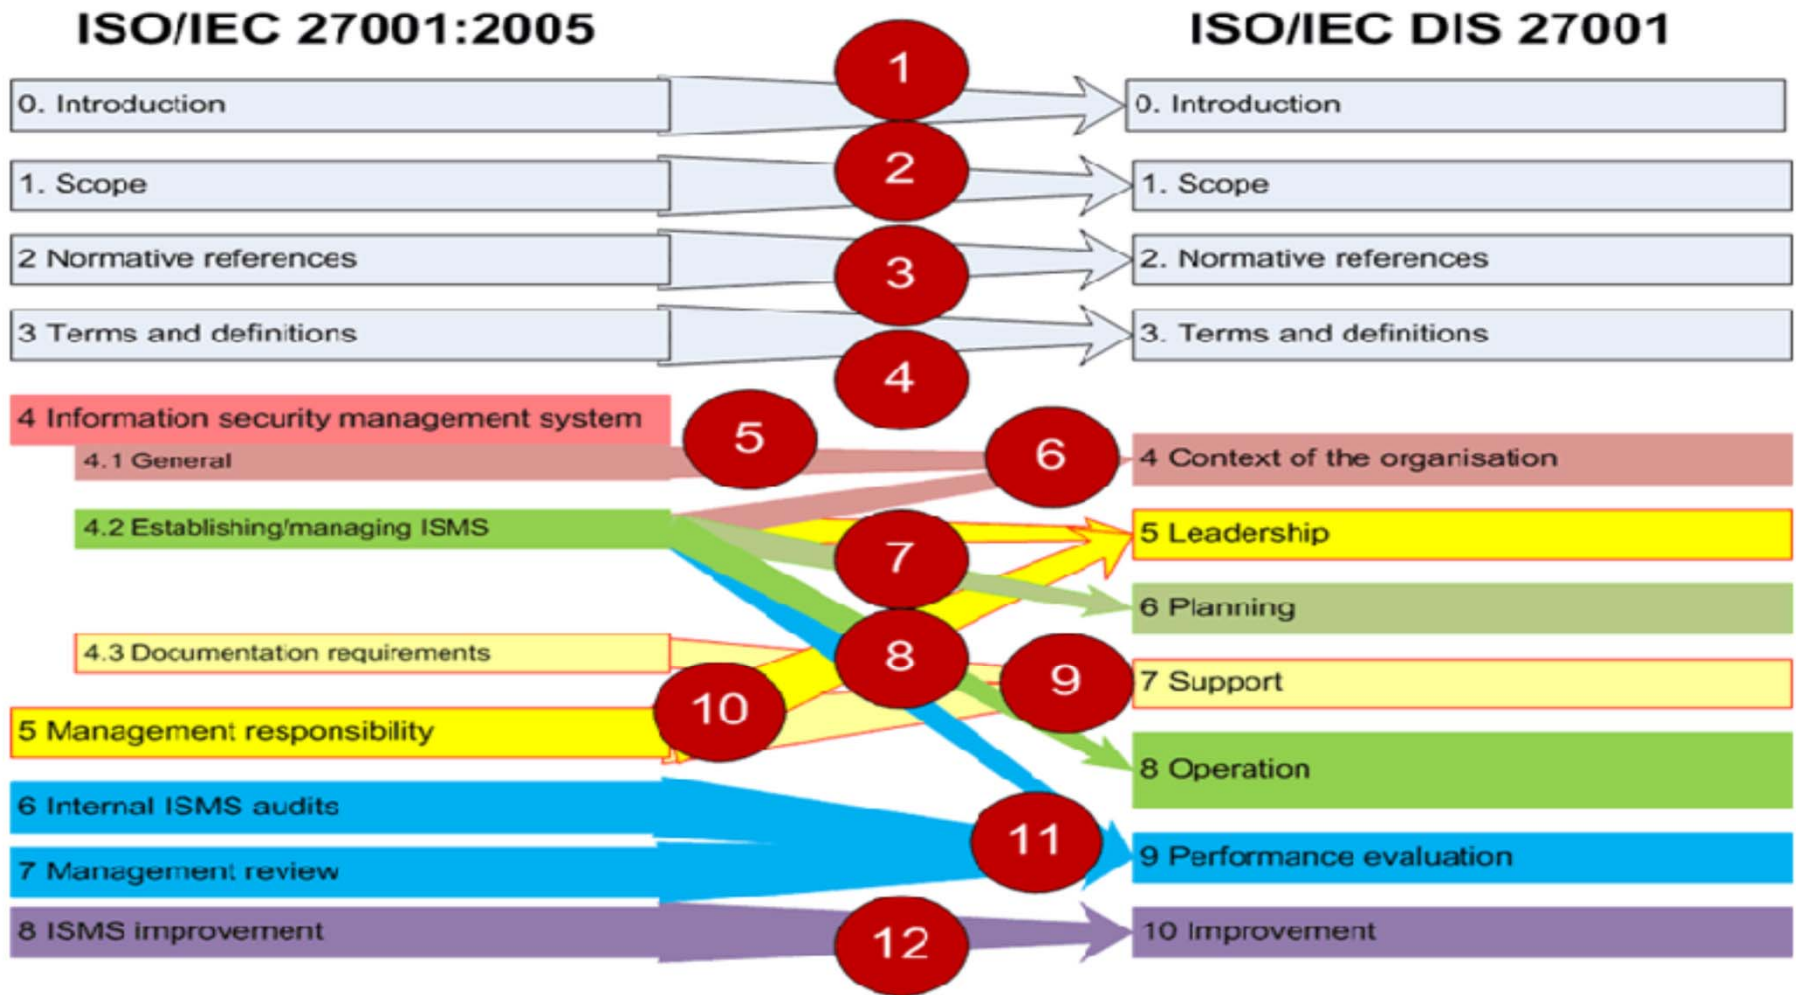 ISO/IEC 27001:2005
ISO/IEC DIS 27001
0. Introduction
1
0. Introduction
1. Scope
2
1. Scope
2 Normative references
3
2. Normative references
3 Terms and definitions
4
3. Terms and definitions
4 Information security management system
5
4.1 General
6
4 Context of the organisation
4.2 Establishing/managing ISMS
7
5 Leadership
6 Planning
4.3 Documentation requirements
8
9
7 Support
10
5 Management responsibility
8 Operation
6 Internal ISMS audits
11
9 Performance evaluation
7 Management review
8 ISMS improvement
12
10 Improvement